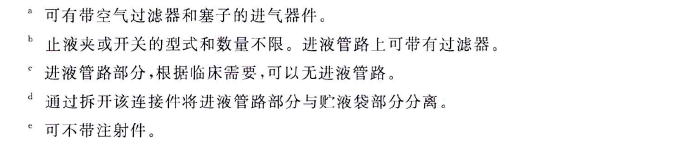 a 可有带空气过滤器和塞子的进气器件。
b 止液夹或开关的型式和数量不限。进液管路上可带有过滤器。
c 进液管路部分,根据临床需要,可以无进液管路。
d 通过拆开该连接件将进液管路部分与贮液袋部分分离。
e 可不带注射件。